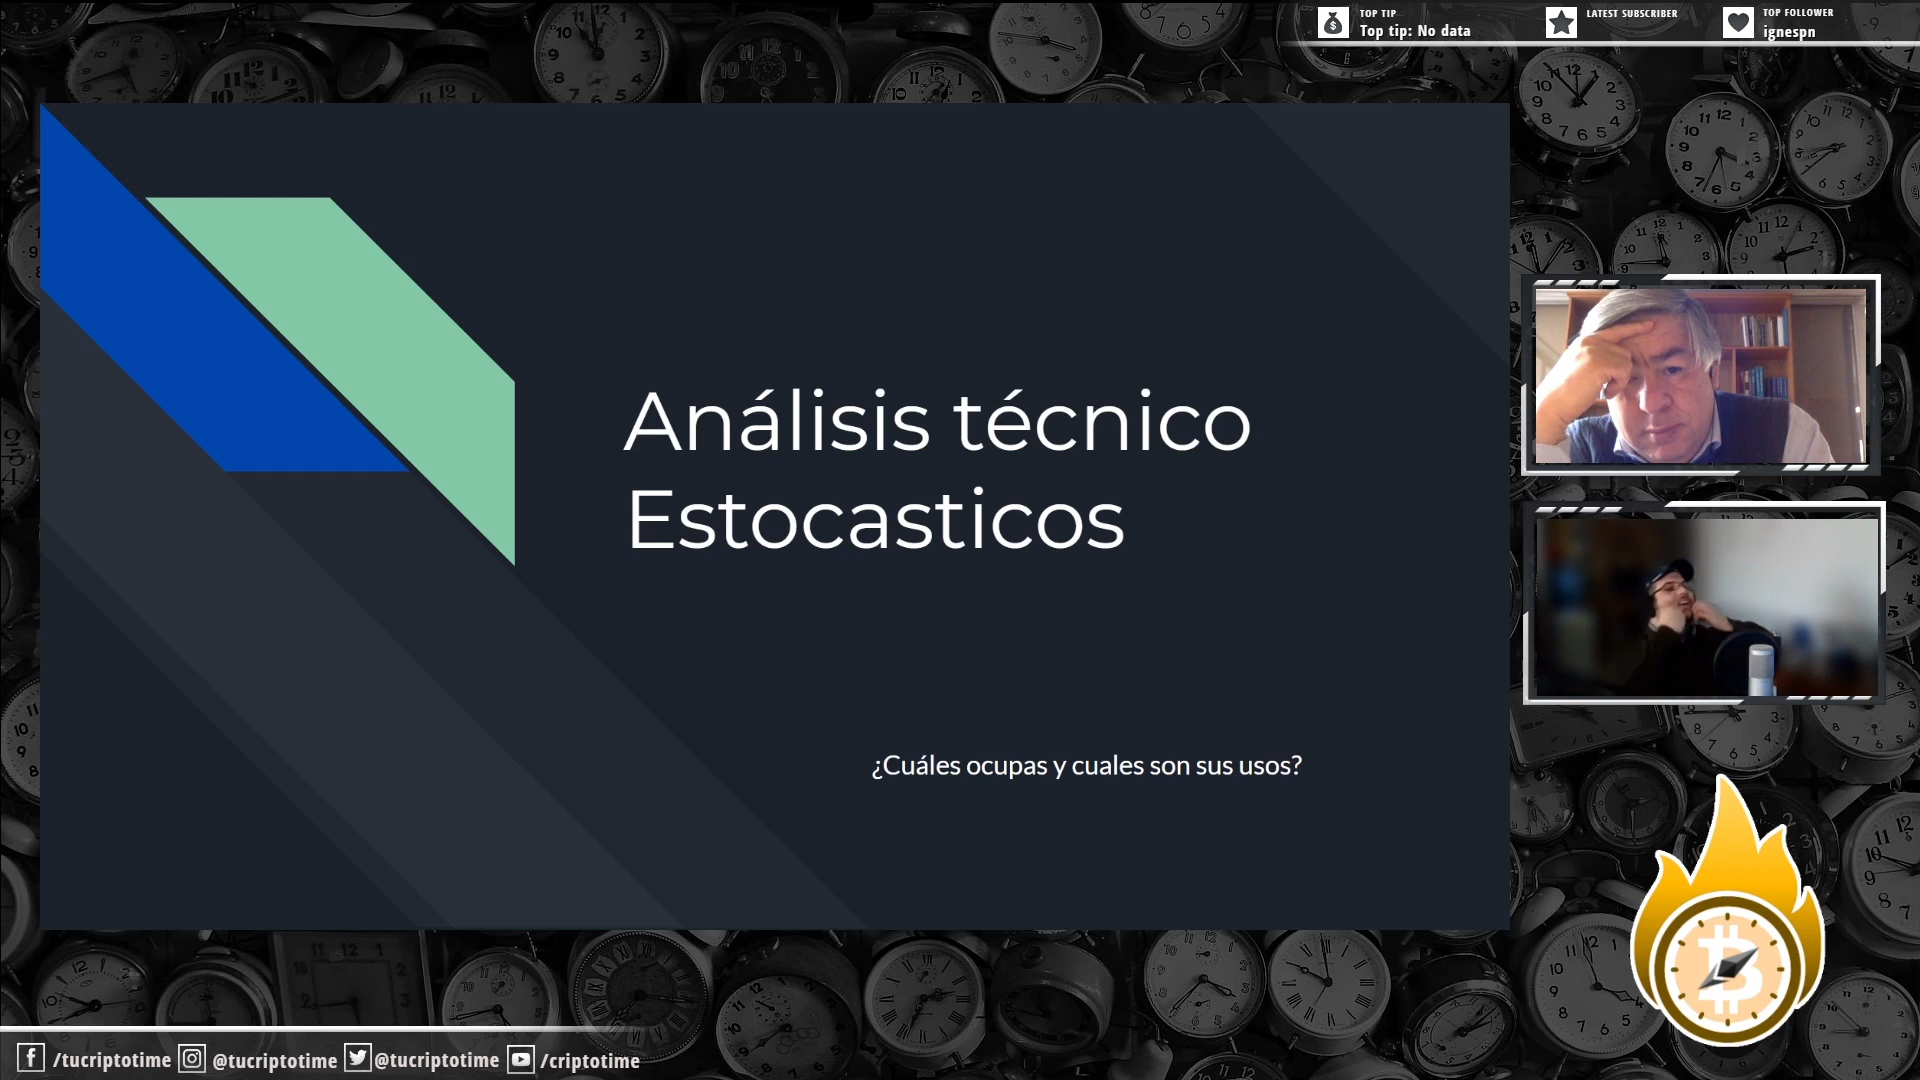 TOP TIP
Top tip: No data
LATEST SUBSCRIBER
TOP FOLLOWER
ignespn
Análisis técnico
Estocasticos
¿Cuáles ocupas y cuales son sus usos?
/tucriptotime
@tucriptotime
@tucriptotime
/criptotime